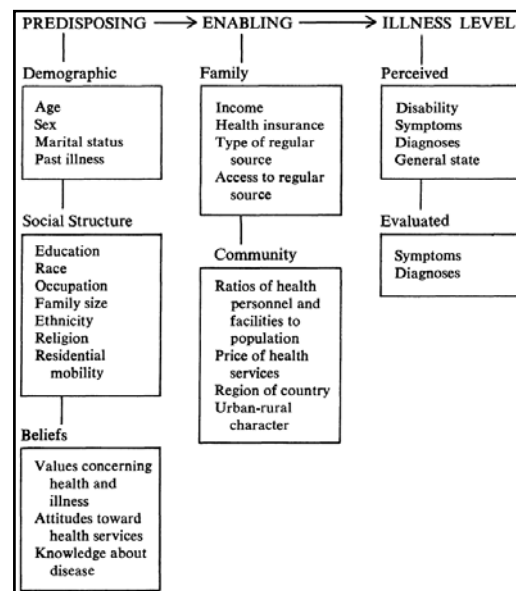 PREDISPOSING → ENABLING → ILLNESS LEVEL
Demographic
Age
Sex
Marital status
Past illness
Social Structure
Education
Race
Occupation
Family size
Ethnicity
Religion
Residential
mobility
Beliefs
Values concerning
health and
illness
Attitudes toward
health services
Knowledge about
disease
Family
Income
Health insurance
Type of regular
source
Access to regular
source
Community
Ratios of health
personnel and
facilities to
population
Price of health
services
Region of country
Urban-rural
character
Perceived
Disability
Symptoms
Diagnoses
General state
Evaluated
Symptoms
Diagnoses